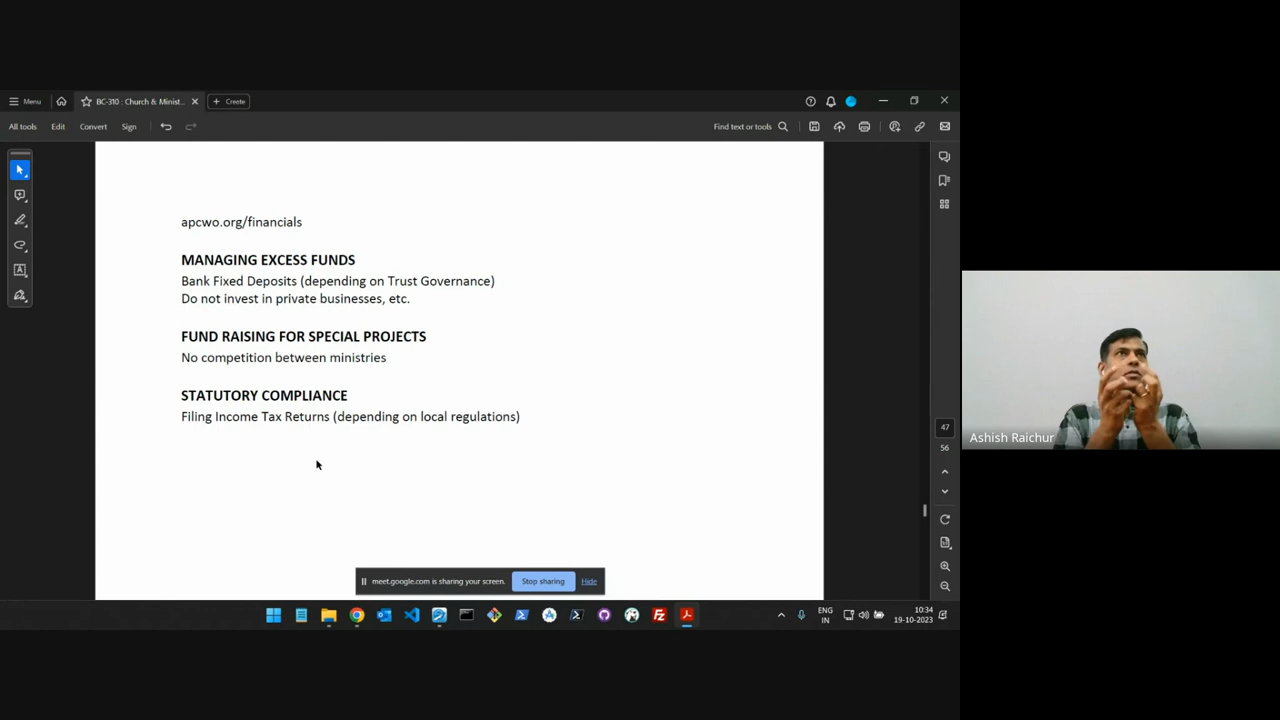 Menu
BC-310 : Church & Minist...
Create
All tools
Edit
Convert
Sign
Find text or tools
apcwo.org/financials
MANAGING EXCESS FUNDS
Bank Fixed Deposits (depending on Trust Governance)
Do not invest in private businesses, etc.
FUND RAISING FOR SPECIAL PROJECTS
No competition between ministries
STATUTORY COMPLIANCE
Filing Income Tax Returns (depending on local regulations)
47
56
Ashish Raichur
meet.google.com is sharing your screen.
Stop sharing
Hide
ENG
IN
10:34
19-10-2023